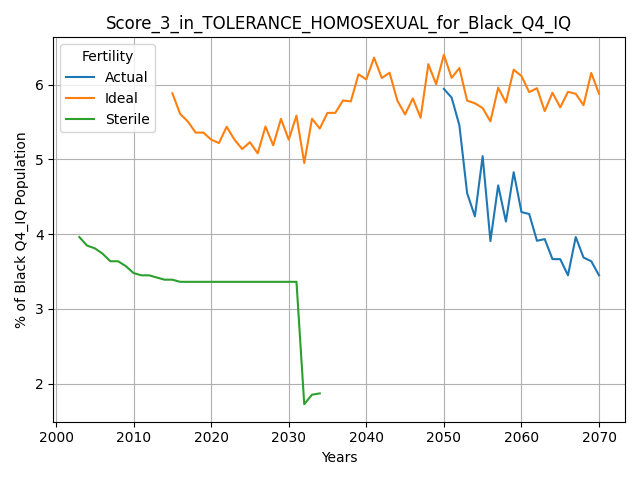 Score_3_in_TOLERANCE_HOMOSEXUAL_for_Black_Q4_IQ
Fertility
Actual
Ideal
Sterile
% of Black Q4_IQ Population
6
5
4
3
2
2000 2010 2020 2030 2040 2050 2060 2070
Years